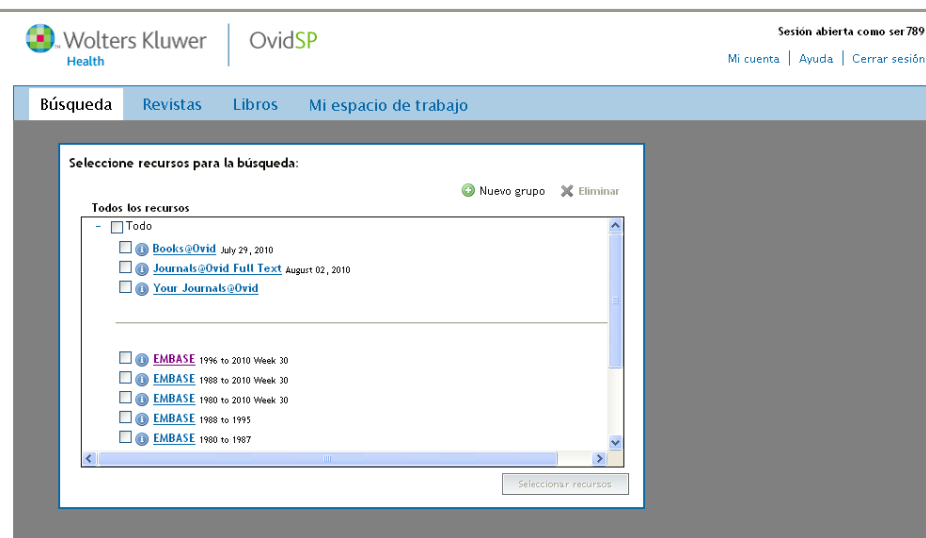 Wolters Kluwer
Health
OvidSP
Sesión abierta como ser789
Mi cuenta | Ayuda | Cerrar sesión
Búsqueda Revistas Libros Mi espacio de trabajo
Seleccione recursos para la búsqueda:
Nuevo grupo Eliminar
Todos los recursos
Todo
Books@Ovid July 29, 2010
Journals@Ovid Full Text August 02, 2010
Your Journals@Ovid
EMBASE 1996 to 2010 Week 30
EMBASE 1988 to 2010 Week 30
EMBASE 1980 to 2010 Week 30
EMBASE 1988 to 1995
EMBASE 1980 to 1987
Seleccionar recursos